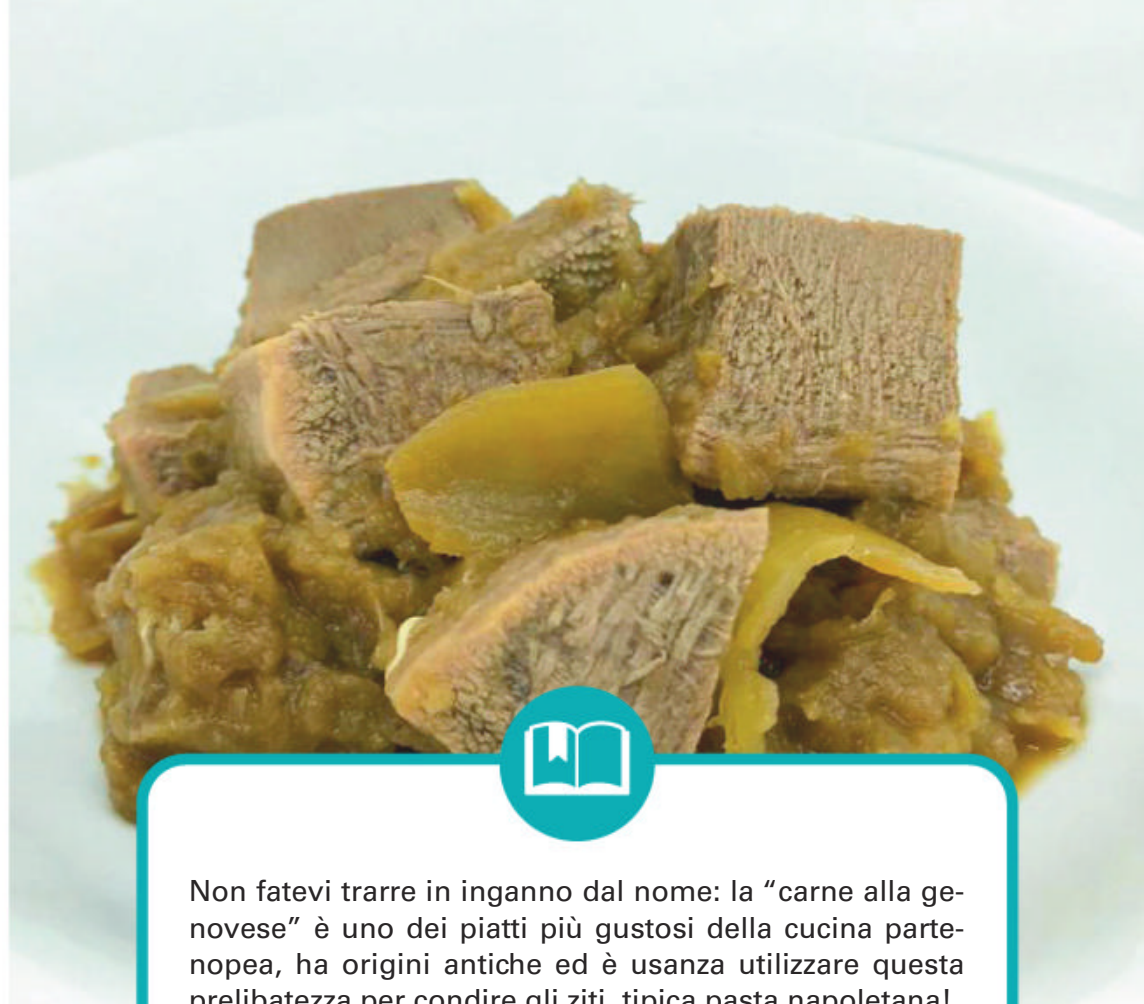 Non fatevi trarre in inganno dal nome: la “carne alla ge-
novese” è uno dei piatti più gustosi della cucina parte-
nopea, ha origini antiche ed è usanza utilizzare questa
prelibatezza per condire gli ziti, tipica pasta napoletana!